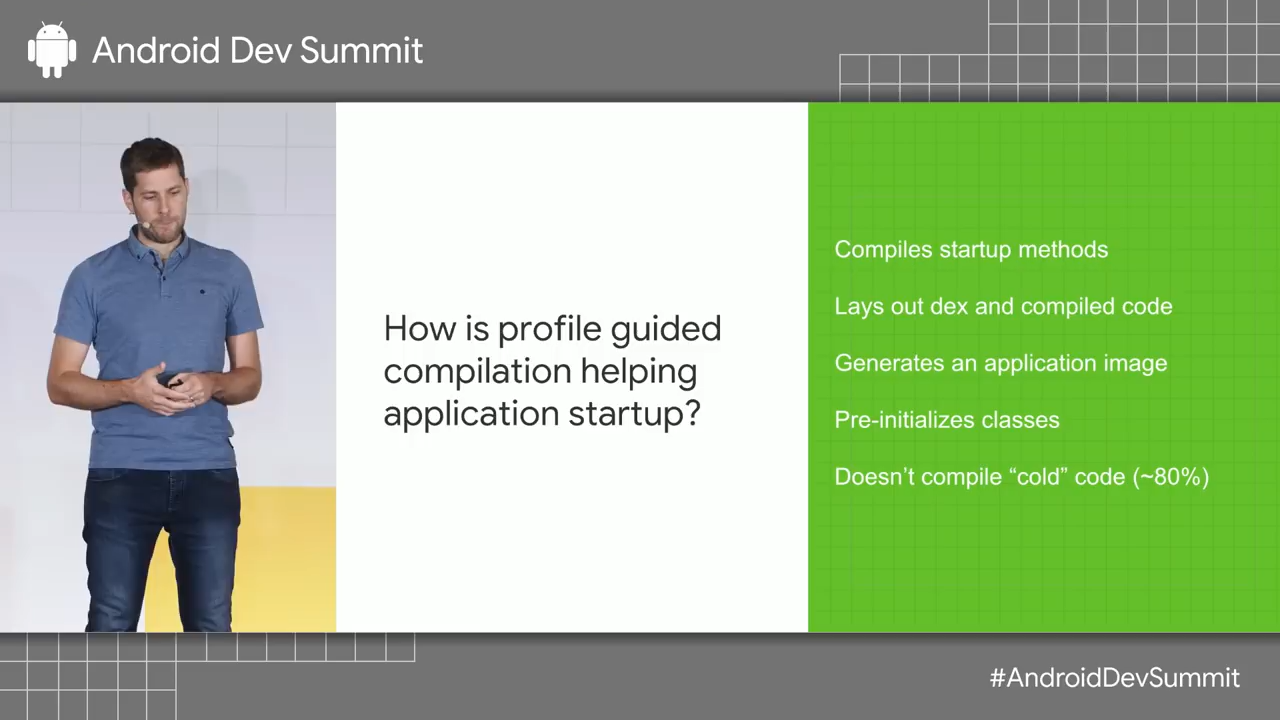 Android Dev Summit
How is profile guided
compilation helping
application startup?
Compiles startup methods
Lays out dex and compiled code
Generates an application image
Pre-initializes classes
Doesn’t compile “cold” code (~80%)
#AndroidDevSummit